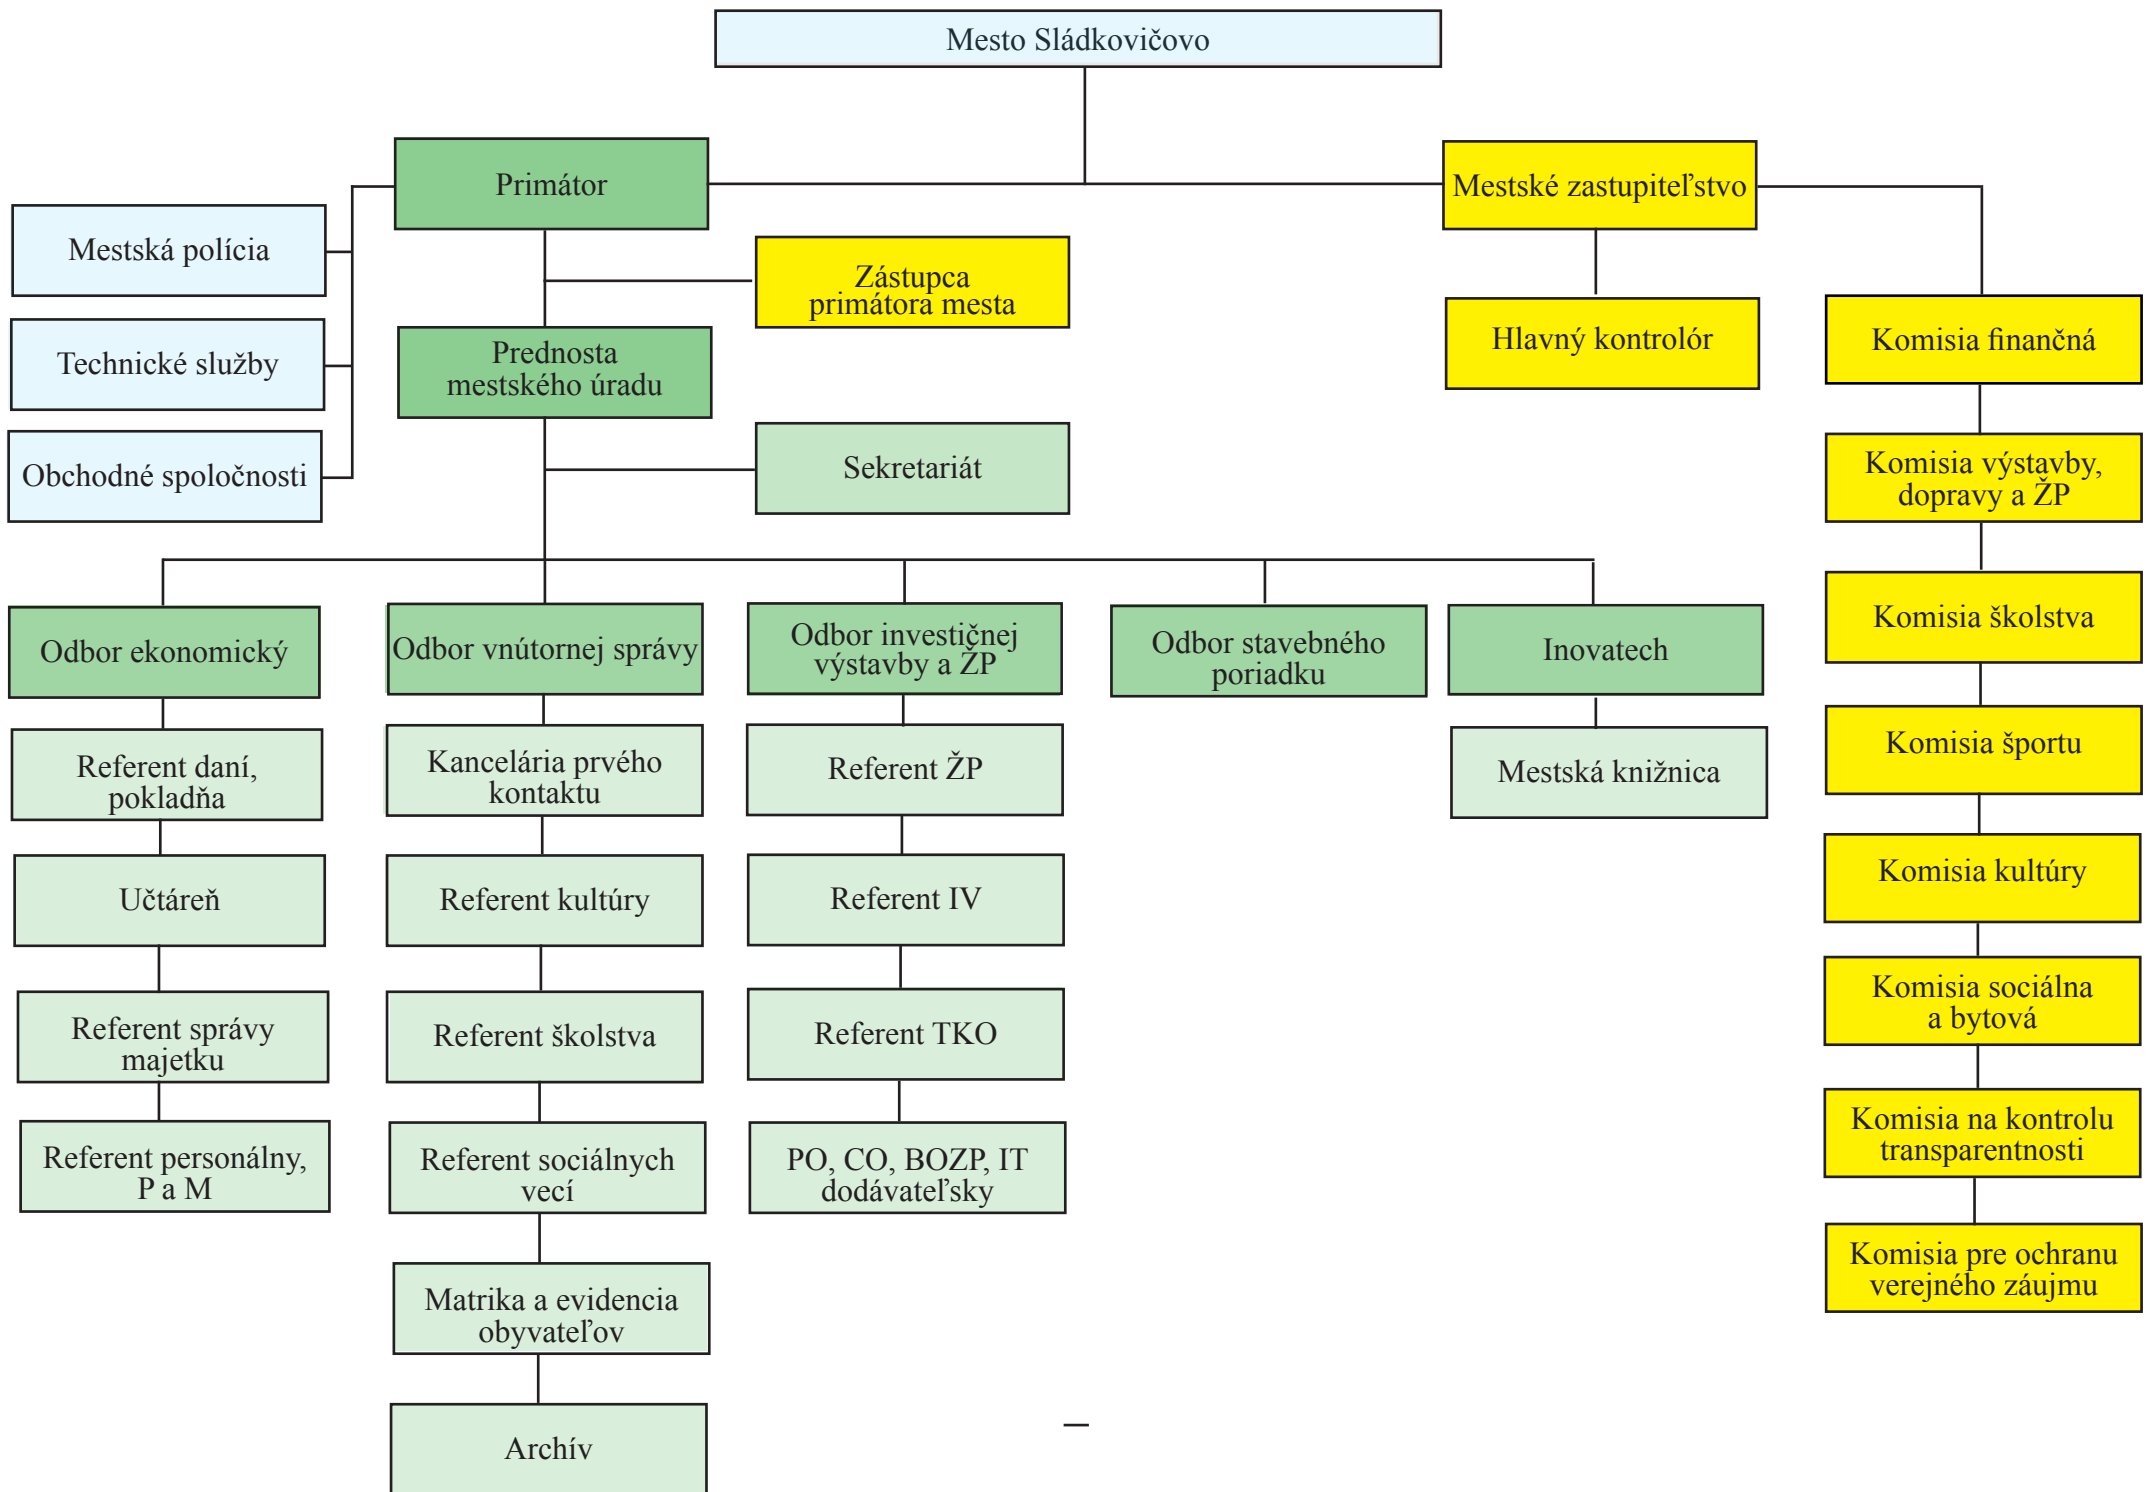 Mesto Sládkovičovo
Primátor
Mestské zastupiteľstvo
Mestská polícia
Technické služby
Obchodné spoločnosti
Zástupca
primátora mesta
Prednosta
mestského úradu
Sekretariát
Hlavný kontrolór
Odbor ekonomický
Referent daní,
pokladňa
Učtáreň
Referent správy
majetku
Referent personálny,
P a M
Odbor vnútornej správy
Kancelária prvého
kontaktu
Referent kultúry
Referent školstva
Referent sociálnych
vecí
Matrika a evidencia
obyvateľov
Archív
Odbor investičnej
výstavby a ŽP
Referent ŽP
Referent IV
Referent TKO
PO, CO, BOZP, IT
dodávateľsky
Odbor stavebného
poriadku
Inovatech
Mestská knižnica
Komisia finančná
Komisia výstavby,
dopravy a ŽP
Komisia školstva
Komisia športu
Komisia kultúry
Komisia sociálna
a bytová
Komisia na kontrolu
transparentnosti
Komisia pre ochranu
verejného záujmu